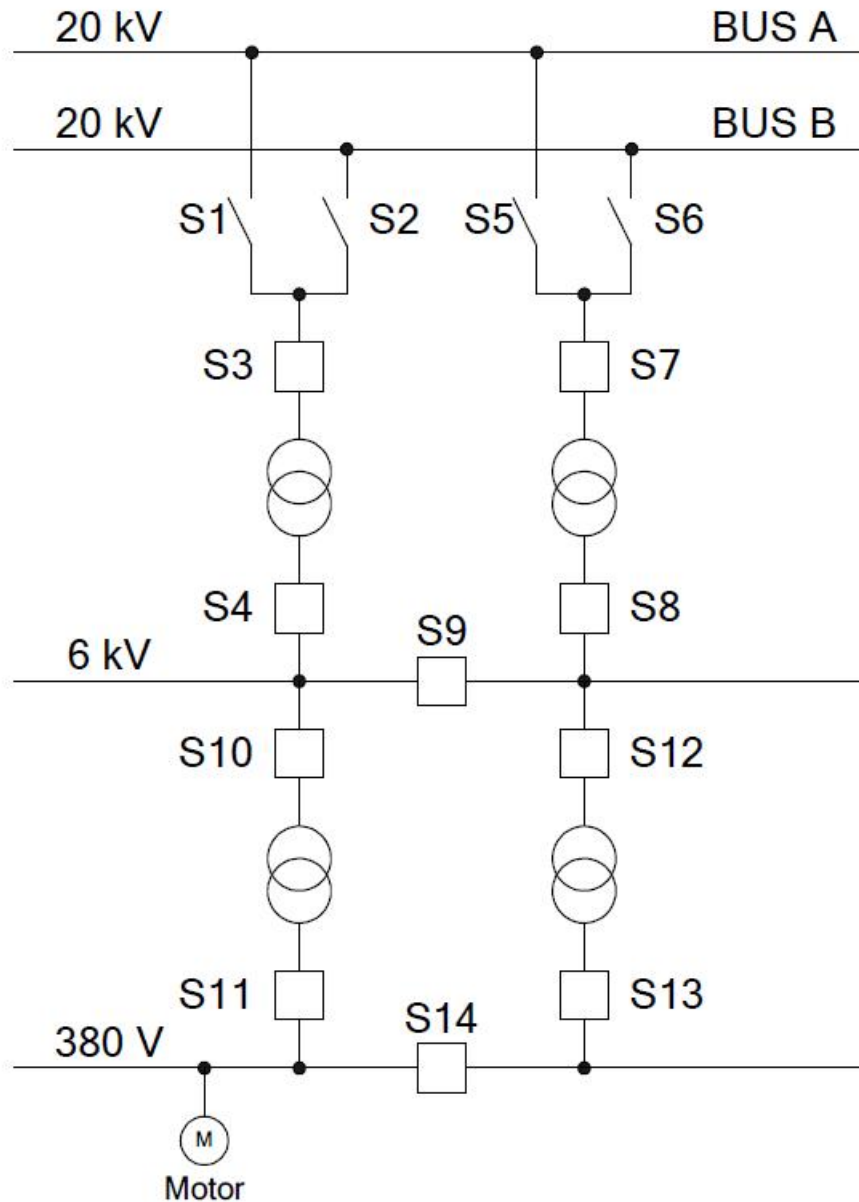 20 kV BUS A
20 kV BUS B
S1 S2 S5 S6
S3 S7
S4 S8
S9
6 kV
S10 S12
S11 S13
S14
380 V
M
Motor